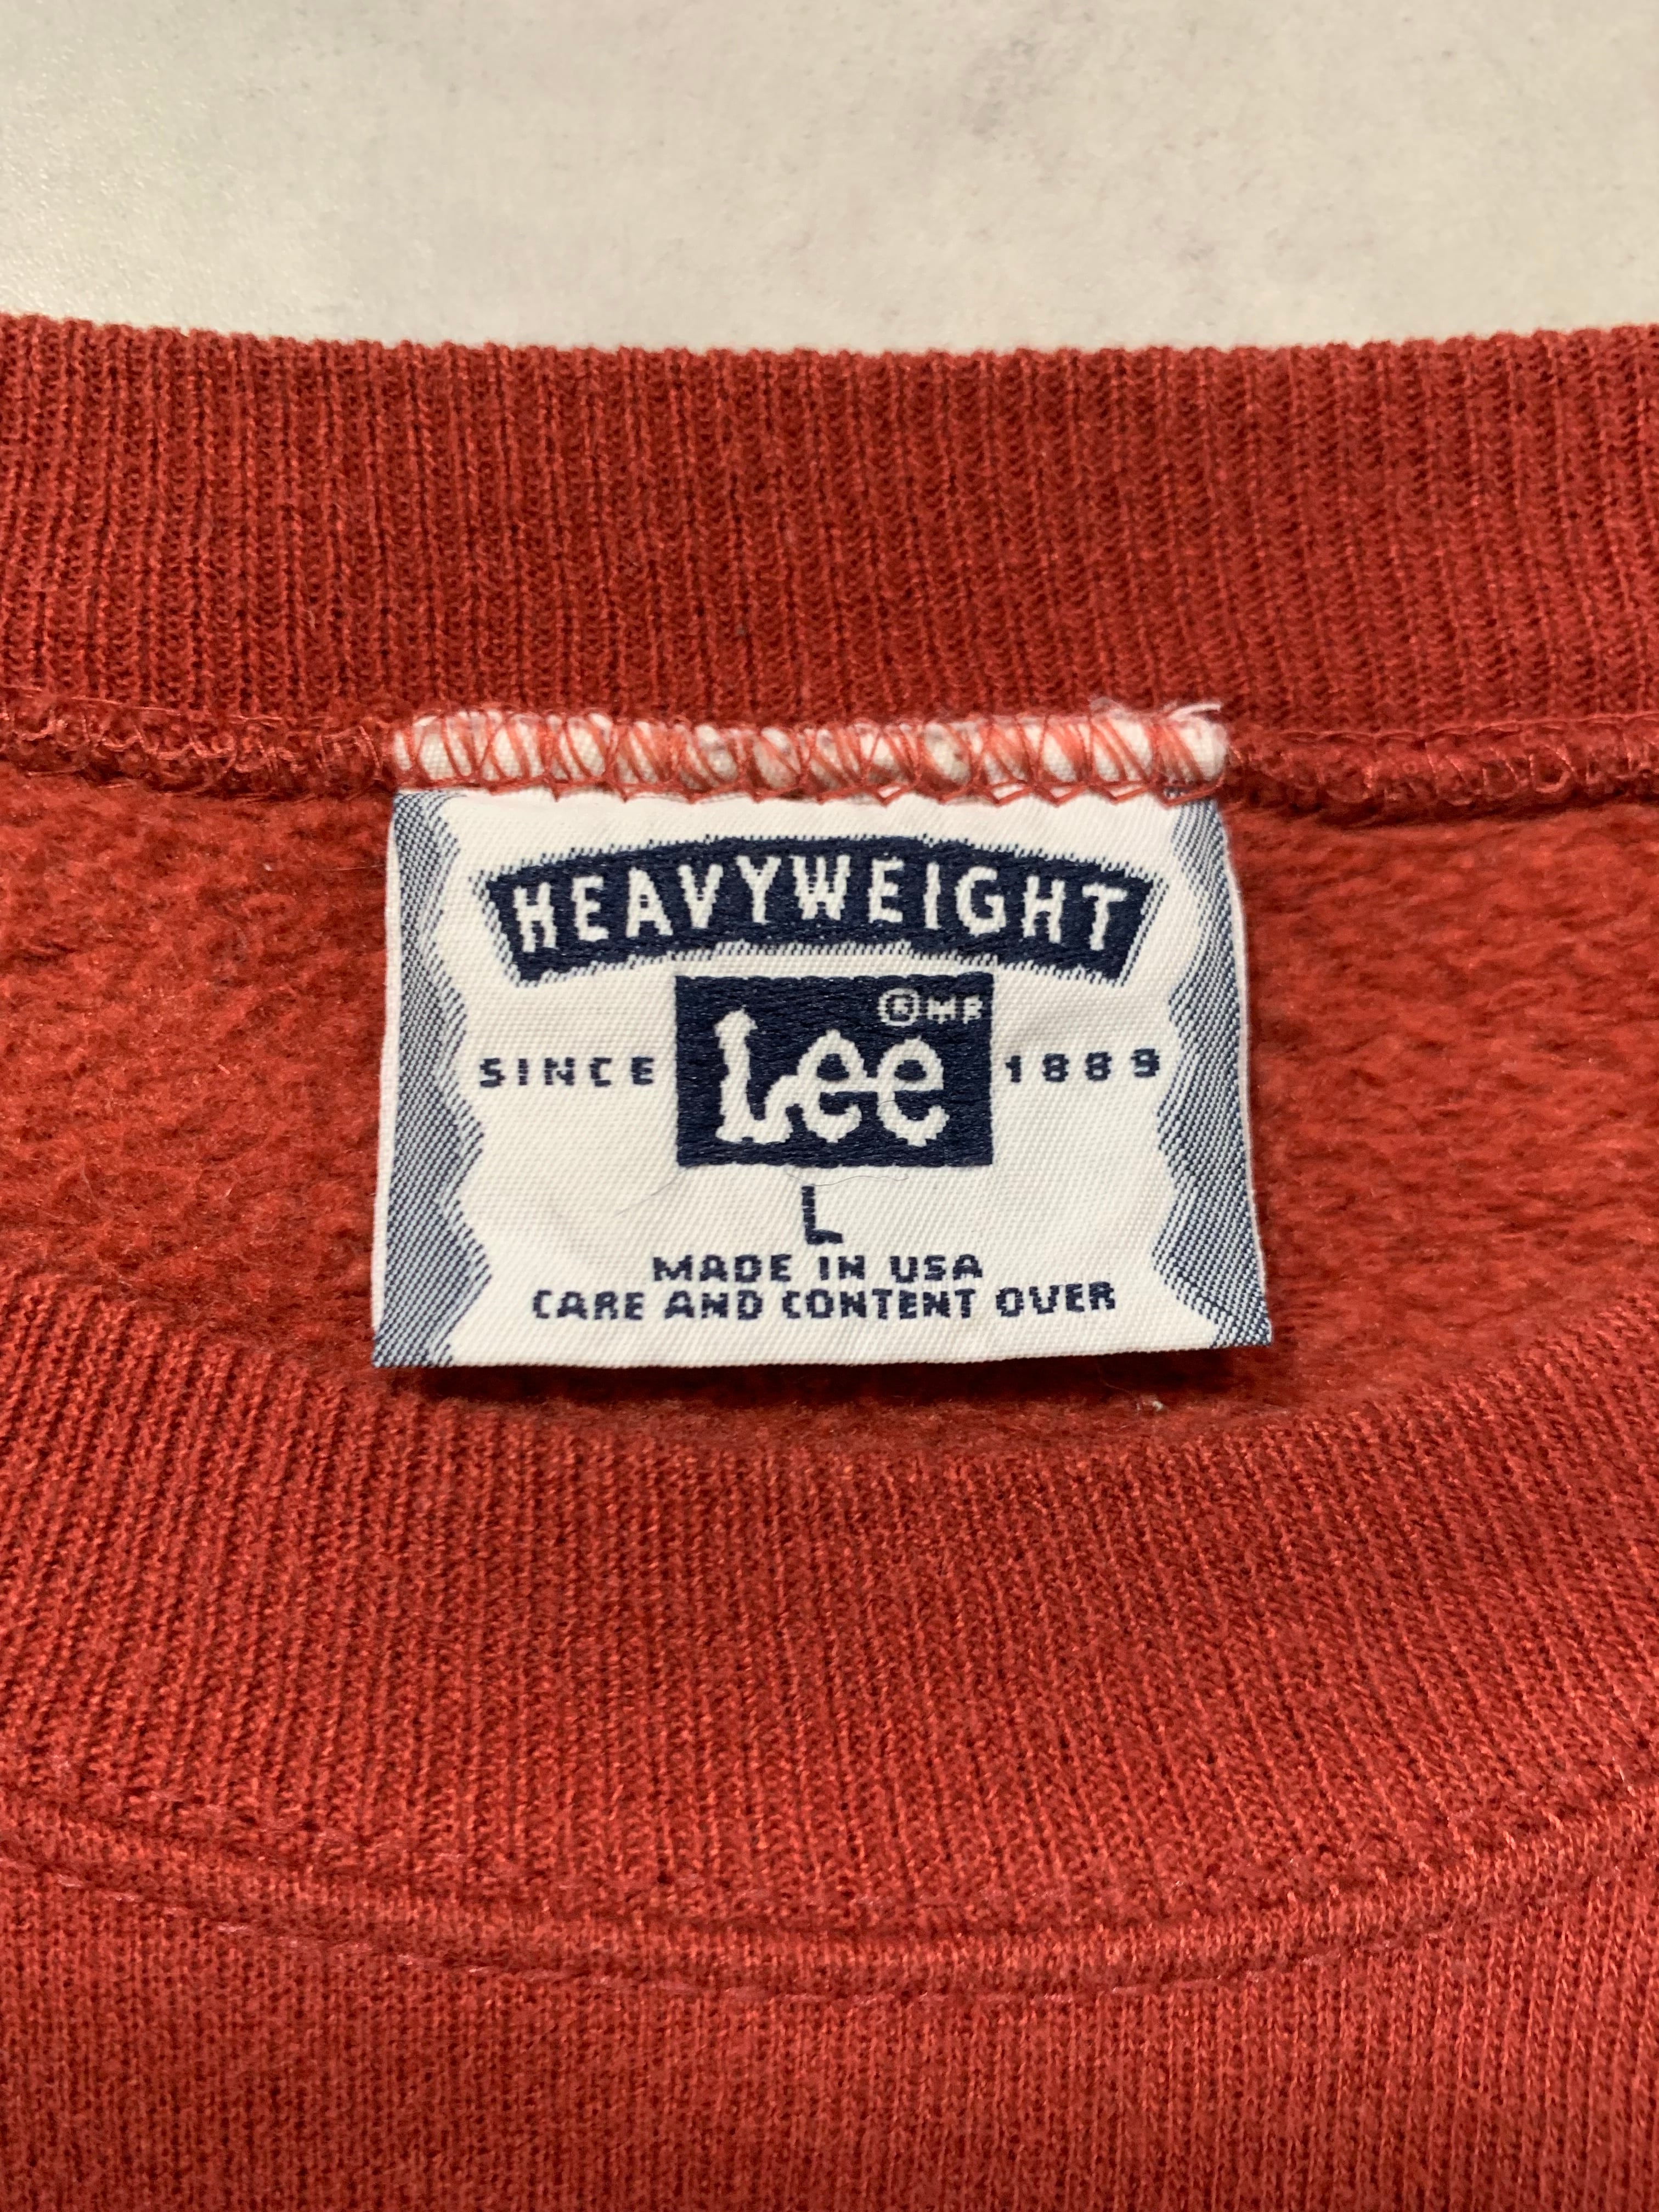 HEAVYWEIGHT
® MR
SINCE Lee 1889
L
MADE IN USA
CARE AND CONTENT OVER